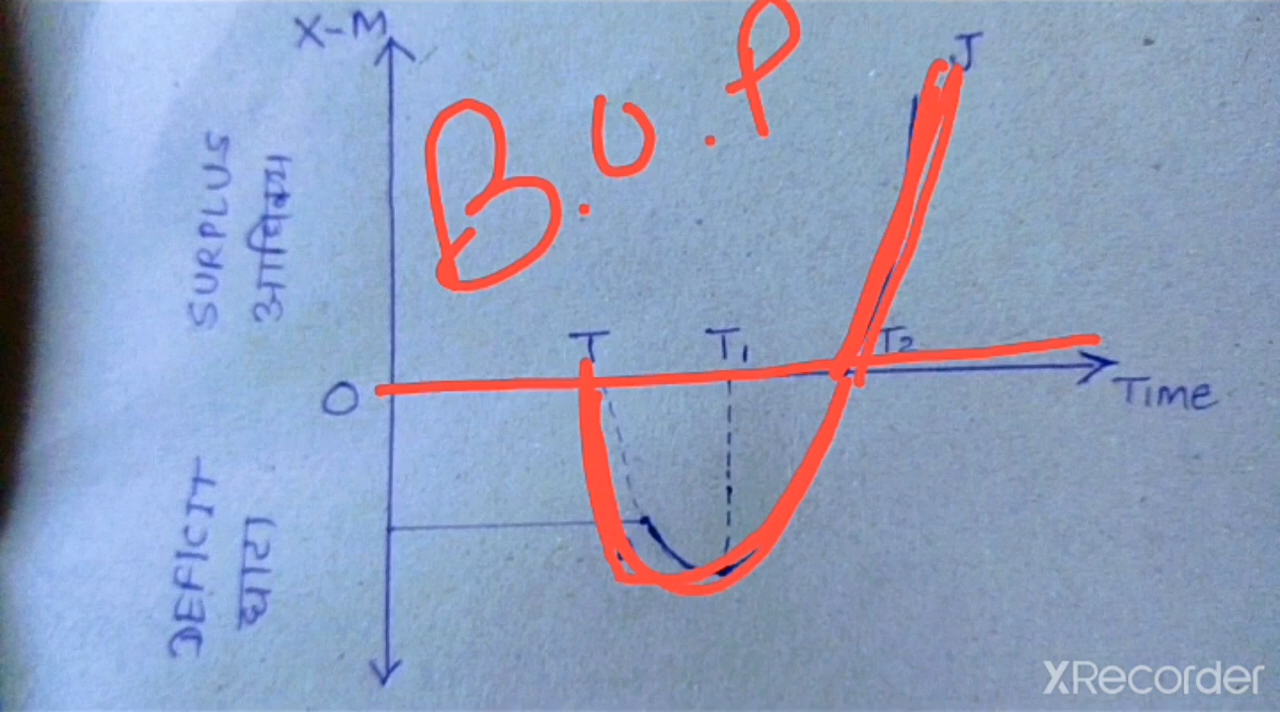 X-M
J
B.O.P
SURPLUS
आधिक्य
T
T1
T2
O
Time
DEFICIT
घाटा
XRecorder